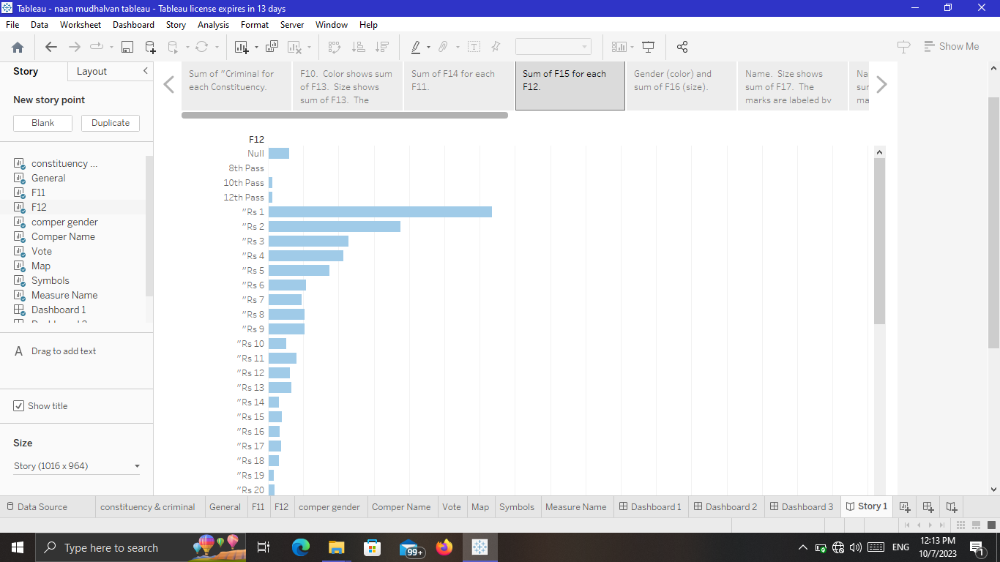 Tableau - naan mudhalvan tableau - Tableau license expires in 13 days
File Data Worksheet Dashboard Story Analysis Format Server Window Help
Show Me
Story Layout
New story point
Blank Duplicate
constituency ...
General
F11
F12
comper gender
Comper Name
Vote
Map
Symbols
Measure Name
Dashboard 1
A Drag to add text
Show title
Size
Story (1016 x 964)
Sum of "Criminal for
each Constituency.
F10. Color shows sum
of F13. Size shows
sum of F13. The
Sum of F14 for each
F11.
Sum of F15 for each
F12.
Gender (color) and
sum of F16 (size).
Name. Size shows
sum of F17. The
marks are labeled by
Na
sur
ma
F12
Null
8th Pass
10th Pass
12th Pass
"Rs 1
"Rs 2
"Rs 3
"Rs 4
"Rs 5
"Rs 6
"Rs 7
"Rs 8
"Rs 9
"Rs 10
"Rs 11
"Rs 12
"Rs 13
"Rs 14
"Rs 15
"Rs 16
"Rs 17
"Rs 18
"Rs 19
"Rs 20
Data Source constituency & criminal General F11 F12 comper gender Comper Name Vote Map Symbols Measure Name Dashboard 1 Dashboard 2 Dashboard 3 Story 1
Type here to search 99+ ENG 12:13 PM 1
10/7/2023